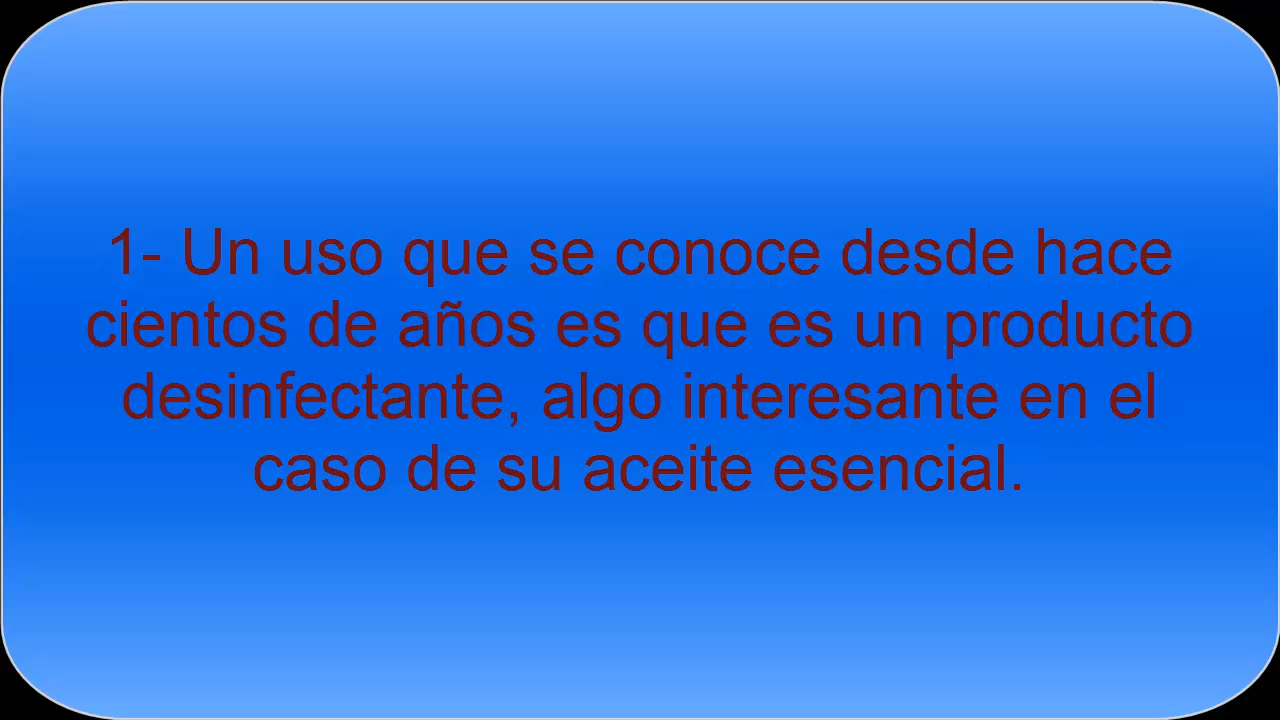 1- Un uso que se conoce desde hace
cientos de años es que es un producto
desinfectante, algo interesante en el
caso de su aceite esencial.